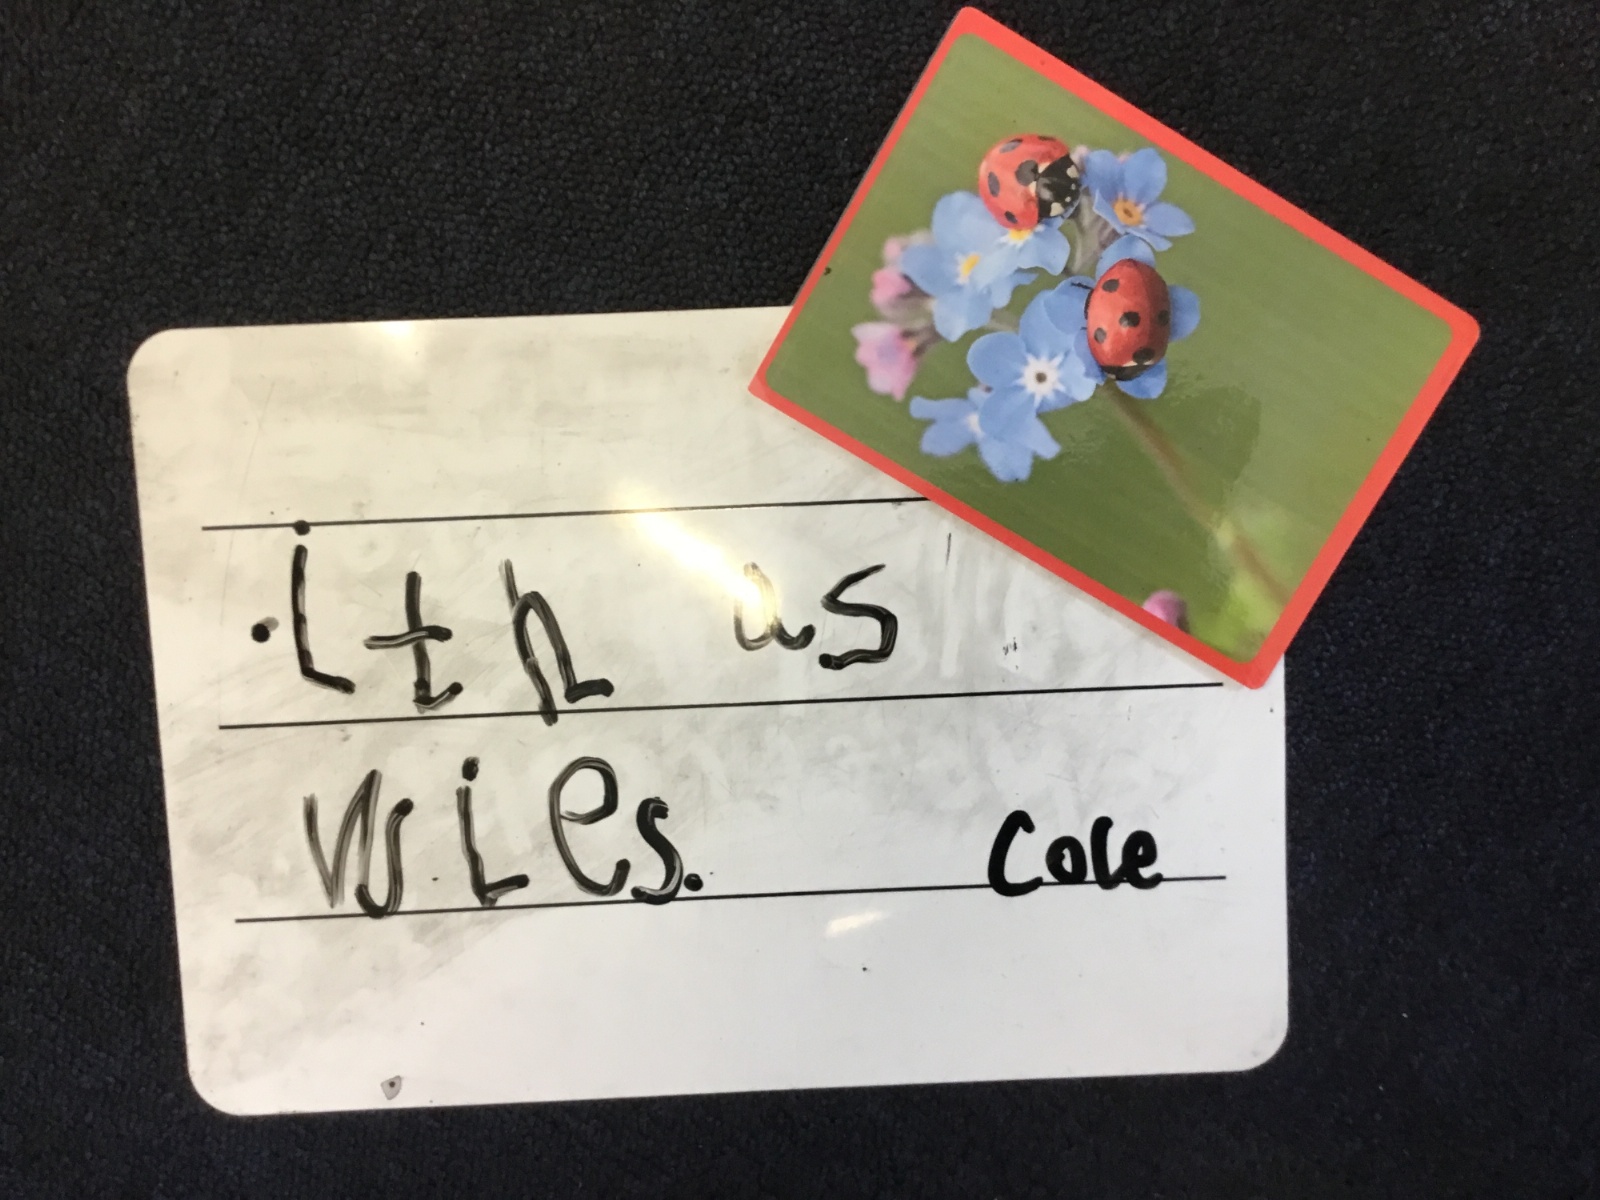 ith as
wies. Cole